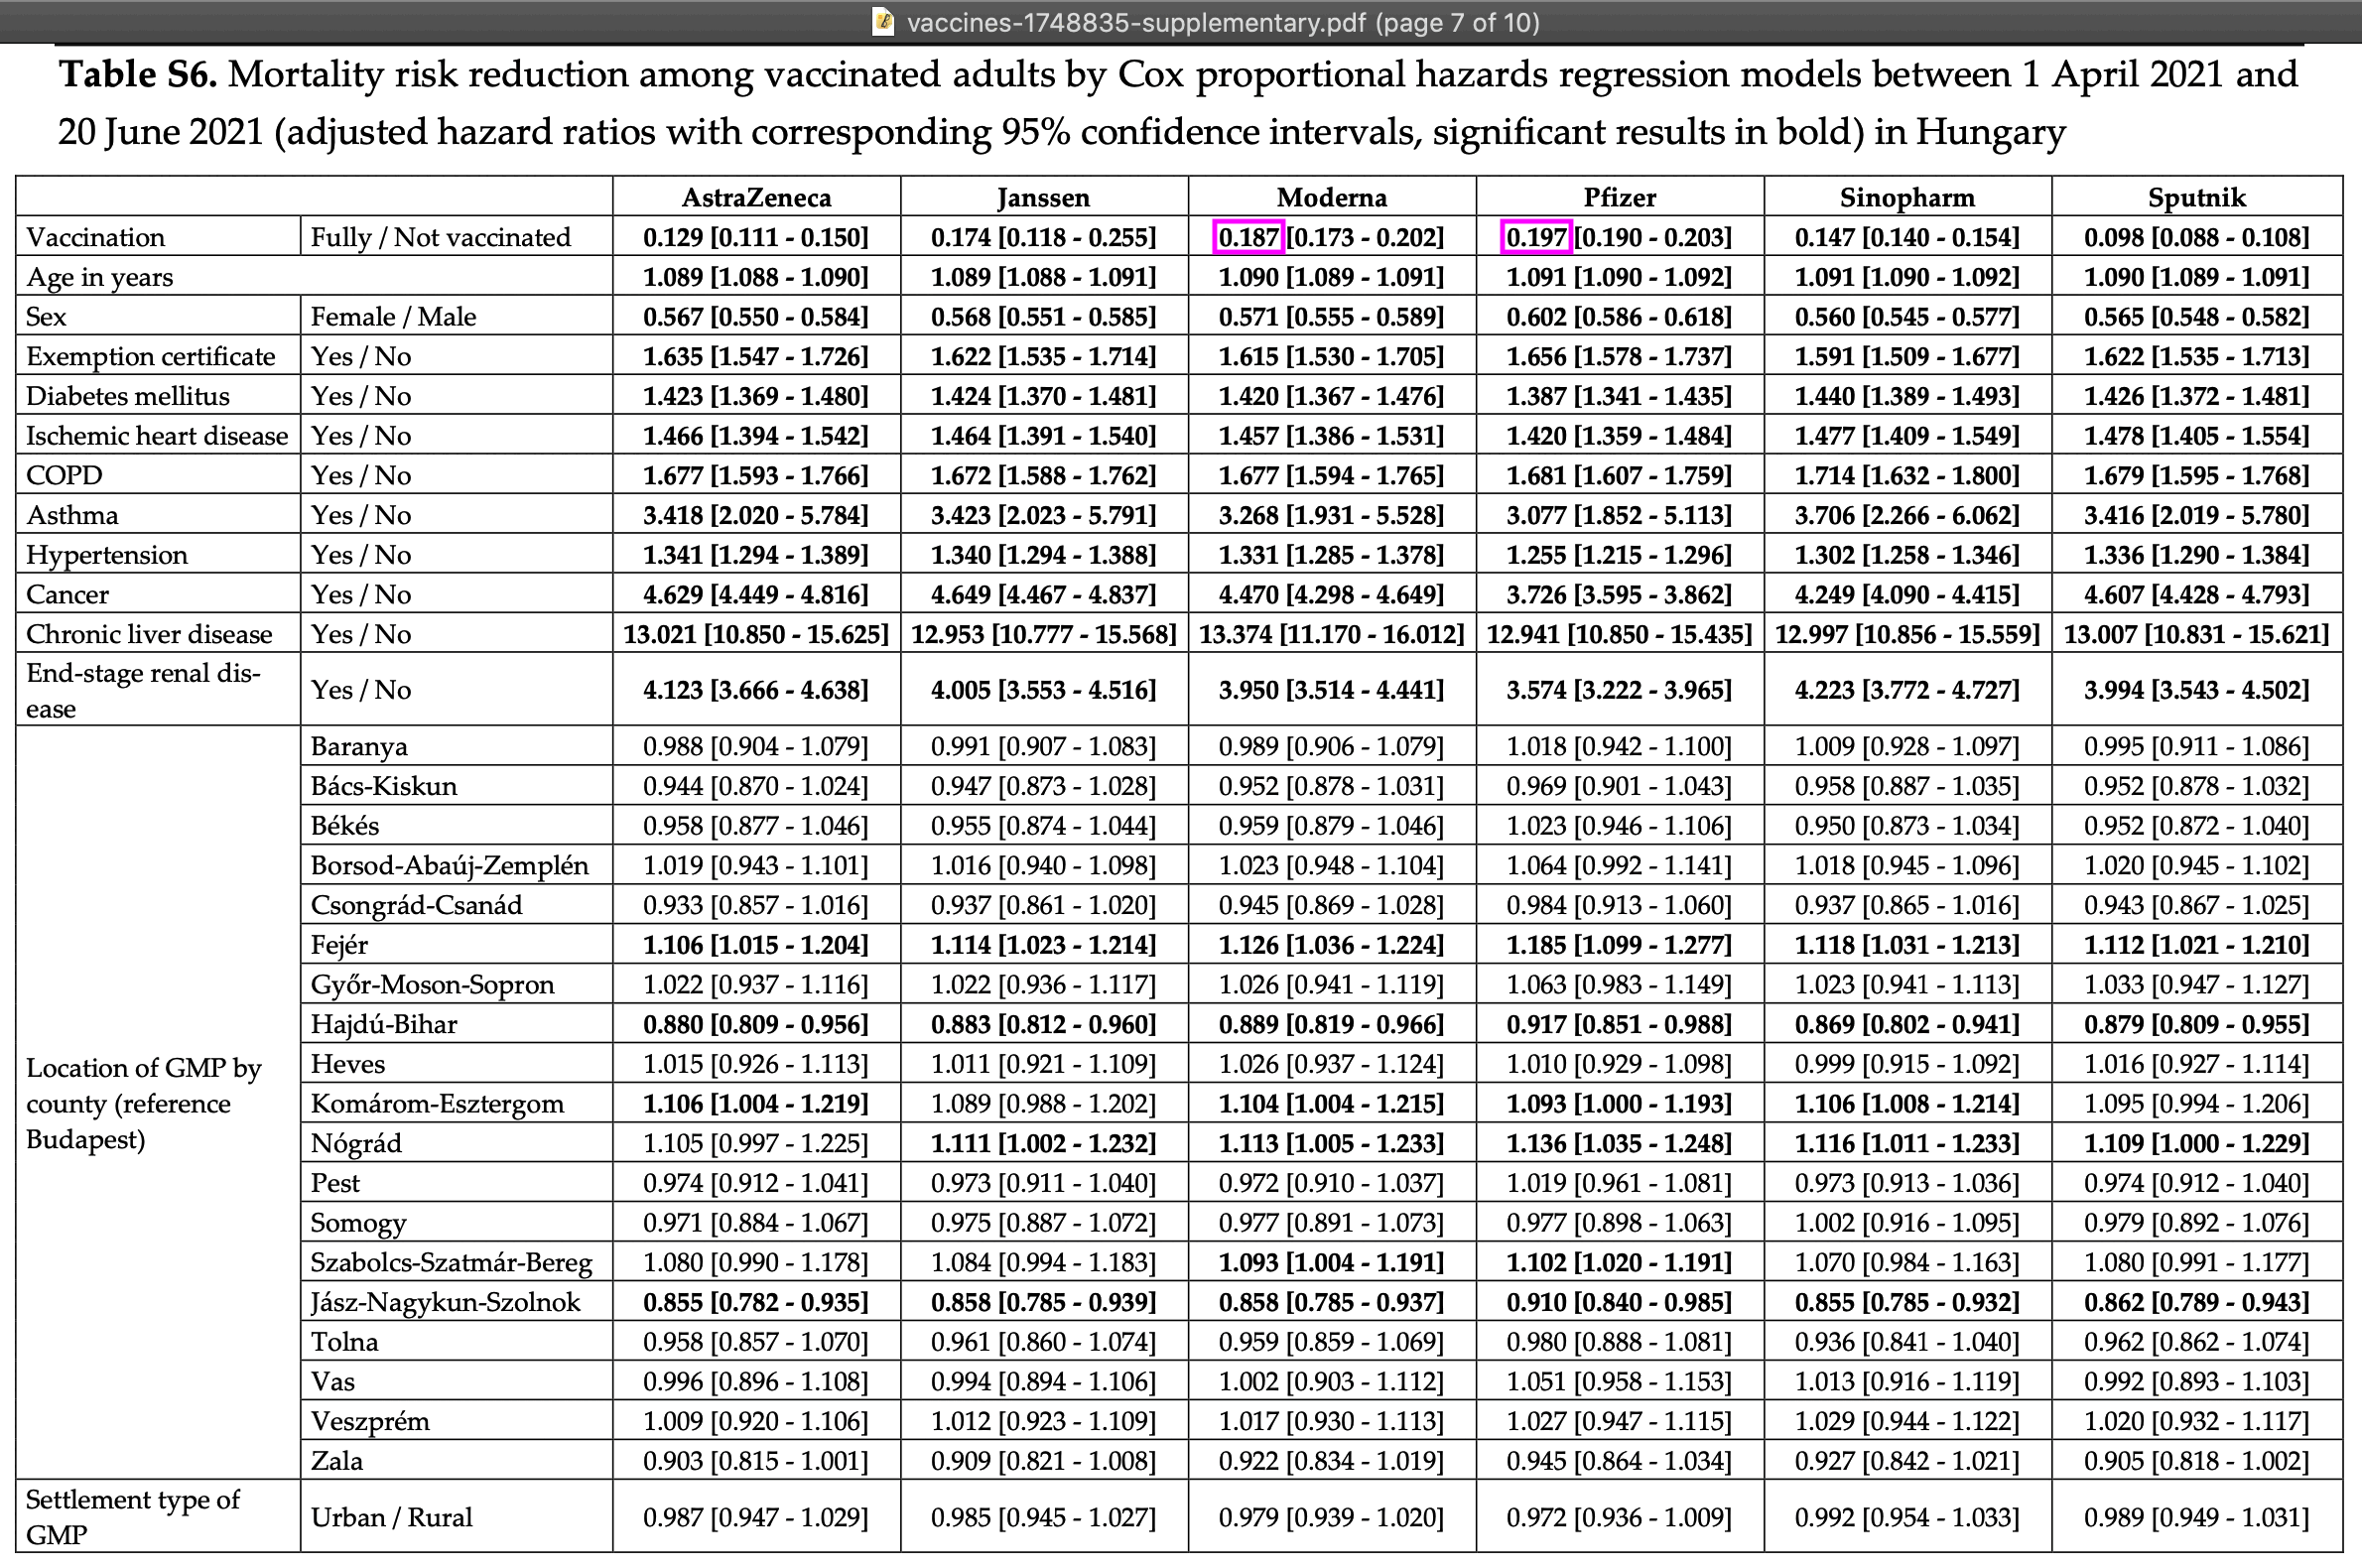 vaccines-1748835-supplementary.pdf (page 7 of 10)
Table S6. Mortality risk reduction among vaccinated adults by Cox proportional hazards regression models between 1 April 2021 and
20 June 2021 (adjusted hazard ratios with corresponding 95% confidence intervals, significant results in bold) in Hungary
AstraZeneca Janssen Moderna Pfizer Sinopharm Sputnik
Vaccination Fully / Not vaccinated 0.129 [0.111 - 0.150] 0.174 [0.118 - 0.255] 0.187 [0.173 - 0.202] 0.197 [0.190 - 0.203] 0.147 [0.140 - 0.154] 0.098 [0.088 - 0.108]
Age in years 1.089 [1.088 - 1.090] 1.089 [1.088 - 1.091] 1.090 [1.089 - 1.091] 1.091 [1.090 - 1.092] 1.091 [1.090 - 1.092] 1.090 [1.089 - 1.091]
Sex Female / Male 0.567 [0.550 - 0.584] 0.568 [0.551 - 0.585] 0.571 [0.555 - 0.589] 0.602 [0.586 - 0.618] 0.560 [0.545 - 0.577] 0.565 [0.548 - 0.582]
Exemption certificate Yes / No 1.635 [1.547 - 1.726] 1.622 [1.535 - 1.714] 1.615 [1.530 - 1.705] 1.656 [1.578 - 1.737] 1.591 [1.509 - 1.677] 1.622 [1.535 - 1.713]
Diabetes mellitus Yes / No 1.423 [1.369 - 1.480] 1.424 [1.370 - 1.481] 1.420 [1.367 - 1.476] 1.387 [1.341 - 1.435] 1.440 [1.389 - 1.493] 1.426 [1.372 - 1.481]
Ischemic heart disease Yes / No 1.466 [1.394 - 1.542] 1.464 [1.391 - 1.540] 1.457 [1.386 - 1.531] 1.420 [1.359 - 1.484] 1.477 [1.409 - 1.549] 1.478 [1.405 - 1.554]
COPD Yes / No 1.677 [1.593 - 1.766] 1.672 [1.588 - 1.762] 1.677 [1.594 - 1.765] 1.681 [1.607 - 1.759] 1.714 [1.632 - 1.800] 1.679 [1.595 - 1.768]
Asthma Yes / No 3.418 [2.020 - 5.784] 3.423 [2.023 - 5.791] 3.268 [1.931 - 5.528] 3.077 [1.852 - 5.113] 3.706 [2.266 - 6.062] 3.416 [2.019 - 5.780]
Hypertension Yes / No 1.341 [1.294 - 1.389] 1.340 [1.294 - 1.388] 1.331 [1.285 - 1.378] 1.255 [1.215 - 1.296] 1.302 [1.258 - 1.346] 1.336 [1.290 - 1.384]
Cancer Yes / No 4.629 [4.449 - 4.816] 4.649 [4.467 - 4.837] 4.470 [4.298 - 4.649] 3.726 [3.595 - 3.862] 4.249 [4.090 - 4.415] 4.607 [4.428 - 4.793]
Chronic liver disease Yes / No 13.021 [10.850 - 15.625] 12.953 [10.777 - 15.568] 13.374 [11.170 - 16.012] 12.941 [10.850 - 15.435] 12.997 [10.856 - 15.559] 13.007 [10.831 - 15.621]
End-stage renal dis-
ease Yes / No 4.123 [3.666 - 4.638] 4.005 [3.553 - 4.516] 3.950 [3.514 - 4.441] 3.574 [3.222 - 3.965] 4.223 [3.772 - 4.727] 3.994 [3.543 - 4.502]
Location of GMP by
county (reference
Budapest)
Baranya 0.988 [0.904 - 1.079] 0.991 [0.907 - 1.083] 0.989 [0.906 - 1.079] 1.018 [0.942 - 1.100] 1.009 [0.928 - 1.097] 0.995 [0.911 - 1.086]
Bács-Kiskun 0.944 [0.870 - 1.024] 0.947 [0.873 - 1.028] 0.952 [0.878 - 1.031] 0.969 [0.901 - 1.043] 0.958 [0.887 - 1.035] 0.952 [0.878 - 1.032]
Békés 0.958 [0.877 - 1.046] 0.955 [0.874 - 1.044] 0.959 [0.879 - 1.046] 1.023 [0.946 - 1.106] 0.950 [0.873 - 1.034] 0.952 [0.872 - 1.040]
Borsod-Abaúj-Zemplén 1.019 [0.943 - 1.101] 1.016 [0.940 - 1.098] 1.023 [0.948 - 1.104] 1.064 [0.992 - 1.141] 1.018 [0.945 - 1.096] 1.020 [0.945 - 1.102]
Csongrád-Csanád 0.933 [0.857 - 1.016] 0.937 [0.861 - 1.020] 0.945 [0.869 - 1.028] 0.984 [0.913 - 1.060] 0.937 [0.865 - 1.016] 0.943 [0.867 - 1.025]
Fejér 1.106 [1.015 - 1.204] 1.114 [1.023 - 1.214] 1.126 [1.036 - 1.224] 1.185 [1.099 - 1.277] 1.118 [1.031 - 1.213] 1.112 [1.021 - 1.210]
Győr-Moson-Sopron 1.022 [0.937 - 1.116] 1.022 [0.936 - 1.117] 1.026 [0.941 - 1.119] 1.063 [0.983 - 1.149] 1.023 [0.941 - 1.113] 1.033 [0.947 - 1.127]
Hajdú-Bihar 0.880 [0.809 - 0.956] 0.883 [0.812 - 0.960] 0.889 [0.819 - 0.966] 0.917 [0.851 - 0.988] 0.869 [0.802 - 0.941] 0.879 [0.809 - 0.955]
Heves 1.015 [0.926 - 1.113] 1.011 [0.921 - 1.109] 1.026 [0.937 - 1.124] 1.010 [0.929 - 1.098] 0.999 [0.915 - 1.092] 1.016 [0.927 - 1.114]
Komárom-Esztergom 1.106 [1.004 - 1.219] 1.089 [0.988 - 1.202] 1.104 [1.004 - 1.215] 1.093 [1.000 - 1.193] 1.106 [1.008 - 1.214] 1.095 [0.994 - 1.206]
Nógrád 1.105 [0.997 - 1.225] 1.111 [1.002 - 1.232] 1.113 [1.005 - 1.233] 1.136 [1.035 - 1.248] 1.116 [1.011 - 1.233] 1.109 [1.000 - 1.229]
Pest 0.974 [0.912 - 1.041] 0.973 [0.911 - 1.040] 0.972 [0.910 - 1.037] 1.019 [0.961 - 1.081] 0.973 [0.913 - 1.036] 0.974 [0.912 - 1.040]
Somogy 0.971 [0.884 - 1.067] 0.975 [0.887 - 1.072] 0.977 [0.891 - 1.073] 0.977 [0.898 - 1.063] 1.002 [0.916 - 1.095] 0.979 [0.892 - 1.076]
Szabolcs-Szatmár-Bereg 1.080 [0.990 - 1.178] 1.084 [0.994 - 1.183] 1.093 [1.004 - 1.191] 1.102 [1.020 - 1.191] 1.070 [0.984 - 1.163] 1.080 [0.991 - 1.177]
Jász-Nagykun-Szolnok 0.855 [0.782 - 0.935] 0.858 [0.785 - 0.939] 0.858 [0.785 - 0.937] 0.910 [0.840 - 0.985] 0.855 [0.785 - 0.932] 0.862 [0.789 - 0.943]
Tolna 0.958 [0.857 - 1.070] 0.961 [0.860 - 1.074] 0.959 [0.859 - 1.069] 0.980 [0.888 - 1.081] 0.936 [0.841 - 1.040] 0.962 [0.862 - 1.074]
Vas 0.996 [0.896 - 1.108] 0.994 [0.894 - 1.106] 1.002 [0.903 - 1.112] 1.051 [0.958 - 1.153] 1.013 [0.916 - 1.119] 0.992 [0.893 - 1.103]
Veszprém 1.009 [0.920 - 1.106] 1.012 [0.923 - 1.109] 1.017 [0.930 - 1.113] 1.027 [0.947 - 1.115] 1.029 [0.944 - 1.122] 1.020 [0.932 - 1.117]
Zala 0.903 [0.815 - 1.001] 0.909 [0.821 - 1.008] 0.922 [0.834 - 1.019] 0.945 [0.864 - 1.034] 0.927 [0.842 - 1.021] 0.905 [0.818 - 1.002]
Settlement type of
GMP Urban / Rural 0.987 [0.947 - 1.029] 0.985 [0.945 - 1.027] 0.979 [0.939 - 1.020] 0.972 [0.936 - 1.009] 0.992 [0.954 - 1.033] 0.989 [0.949 - 1.031]